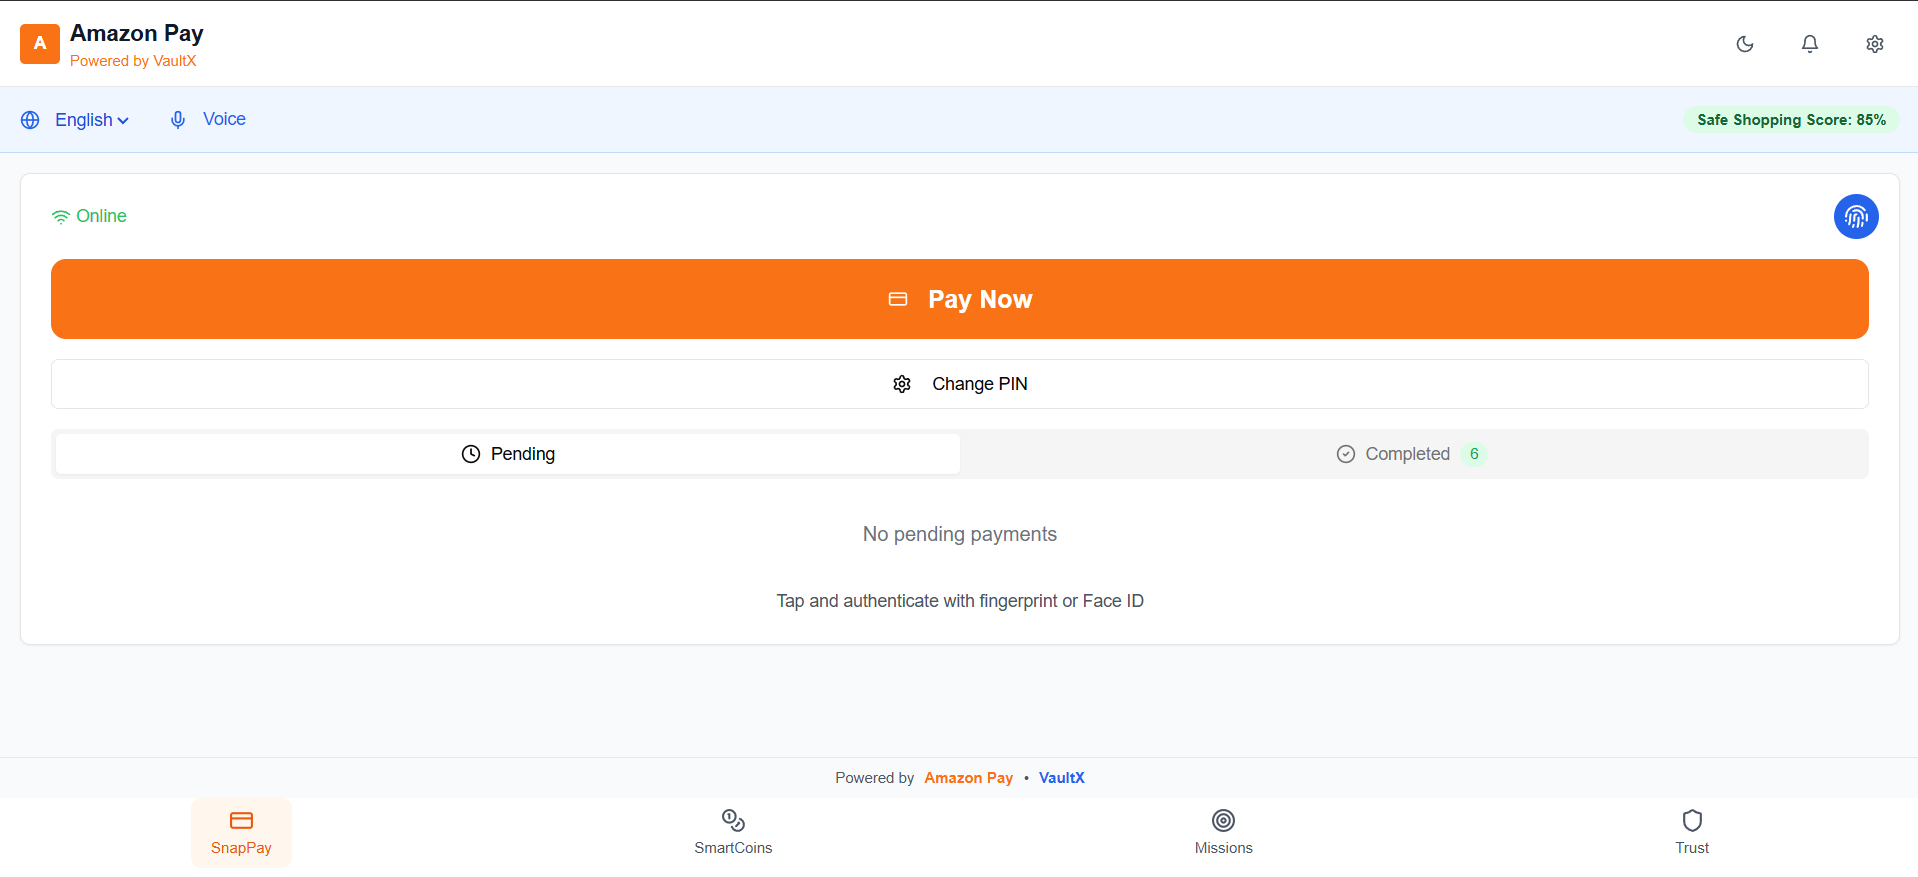 A
Amazon Pay
Powered by VaultX
English
Voice
Safe Shopping Score: 85%
Online
Pay Now
Change PIN
Pending
Completed 6
No pending payments
Tap and authenticate with fingerprint or Face ID
Powered by Amazon Pay • VaultX
SnapPay
SmartCoins
Missions
Trust